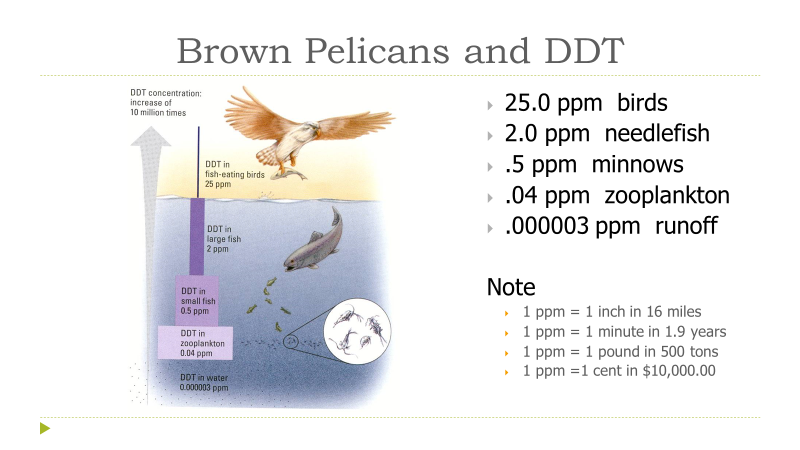 Brown Pelicans and DDT
DDT concentration:
increase of
10 million times
DDT in
fish-eating birds
25 ppm
DDT in
large fish
2 ppm
DDT in
small fish
0.5 ppm
DDT in
zooplankton
0.04 ppm
DDT in water
0.000003 ppm
25.0 ppm birds
2.0 ppm needlefish
.5 ppm minnows
.04 ppm zooplankton
.000003 ppm runoff
Note
1 ppm = 1 inch in 16 miles
1 ppm = 1 minute in 1.9 years
1 ppm = 1 pound in 500 tons
1 ppm =1 cent in $10,000.00